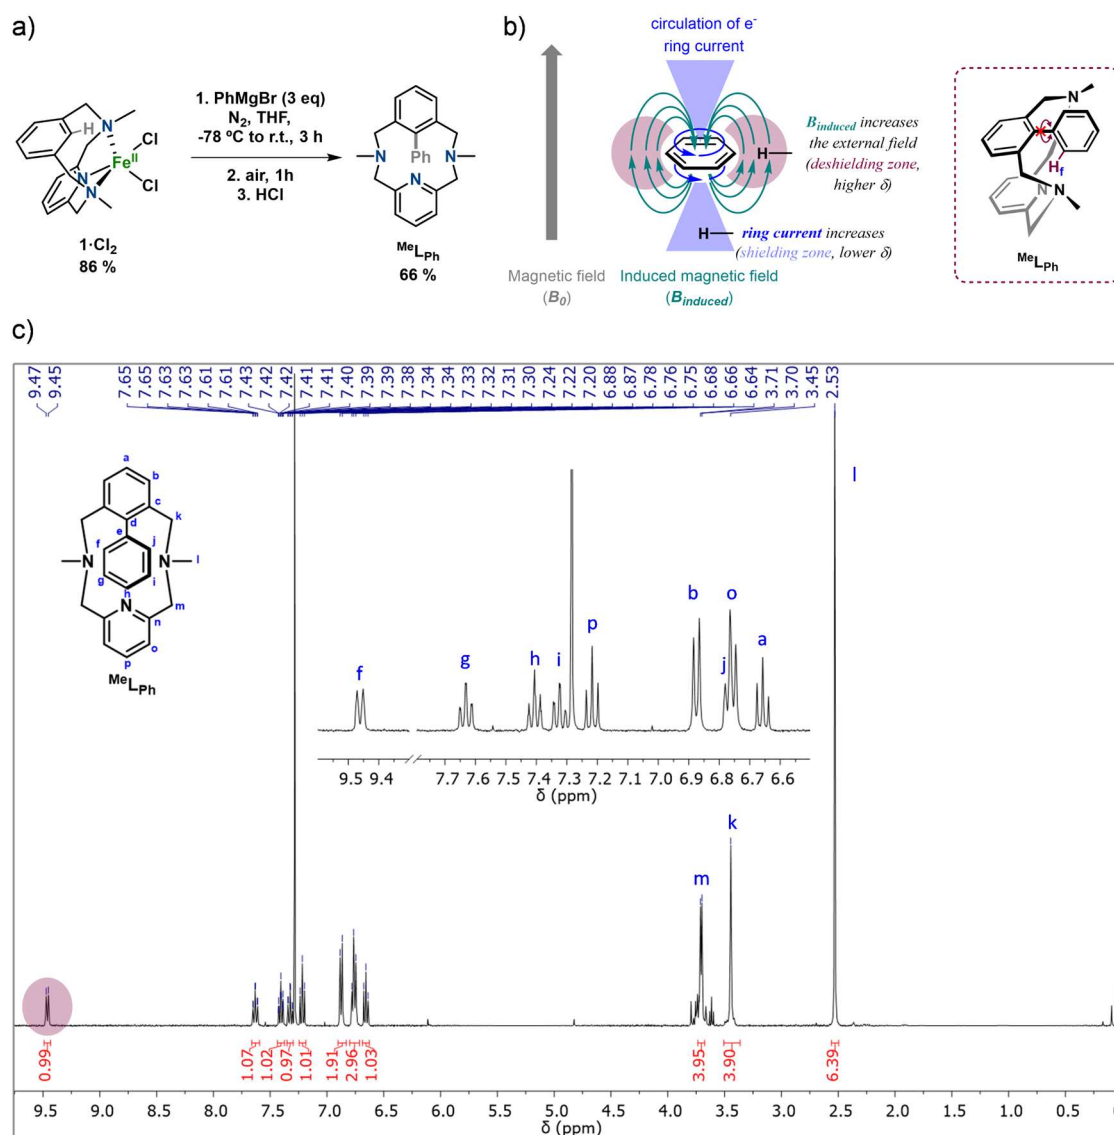 a)
1. PhMgBr (3 eq)
N2, THF,
-78 ºC to r.t., 3 h
2. air, 1h
3. HCl
H
N
N
N
FeII
Cl
Cl
1·Cl2
86 %
Ph
N
N
N
MeLPh
66 %
b)
circulation of e-
ring current
Binduced increases
the external field
(deshielding zone,
higher δ)
H
H
ring current increases
(shielding zone, lower δ)
Magnetic field
(B0)
Induced magnetic field
(Binduced)
N
Hf
N
N
MeLPh
c)
9.47 9.45 7.65 7.65 7.63 7.63 7.61 7.61 7.43 7.42 7.42 7.41 7.41 7.40 7.39 7.39 7.38 7.34 7.34 7.33 7.32 7.31 7.30 7.24 7.22 7.20 6.88 6.87 6.78 6.76 6.75 6.68 6.66 6.64 3.71 3.70 3.45 2.53
a
b
c
d
e
k
f
j
N
N
l
g
i
h
N
m
n
o
p
MeLPh
l
f
g
h
i
p
b
j
o
a
9.5 9.4 7.7 7.6 7.5 7.4 7.3 7.2 7.1 7.0 6.9 6.8 6.7 6.6
δ (ppm)
m
k
0.99 1.07 1.02 0.97 1.01 1.91 2.96 1.03 3.95 3.90 6.39
9.5 9.0 8.5 8.0 7.5 7.0 6.5 6.0 5.5 5.0 4.5 4.0 3.5 3.0 2.5 2.0 1.5 1.0 0.5
δ (ppm)